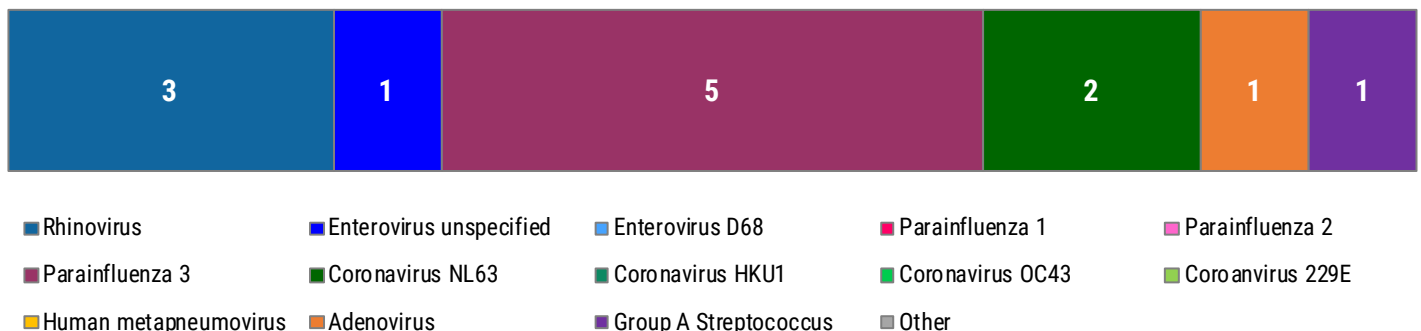 3 1 5 2 1 1
Rhinovirus Enterovirus unspecified Enterovirus D68 Parainfluenza 1 Parainfluenza 2
Parainfluenza 3 Coronavirus NL63 Coronavirus HKU1 Coronavirus OC43 Coroanvirus 229E
Human metapneumovirus Adenovirus Group A Streptococcus Other